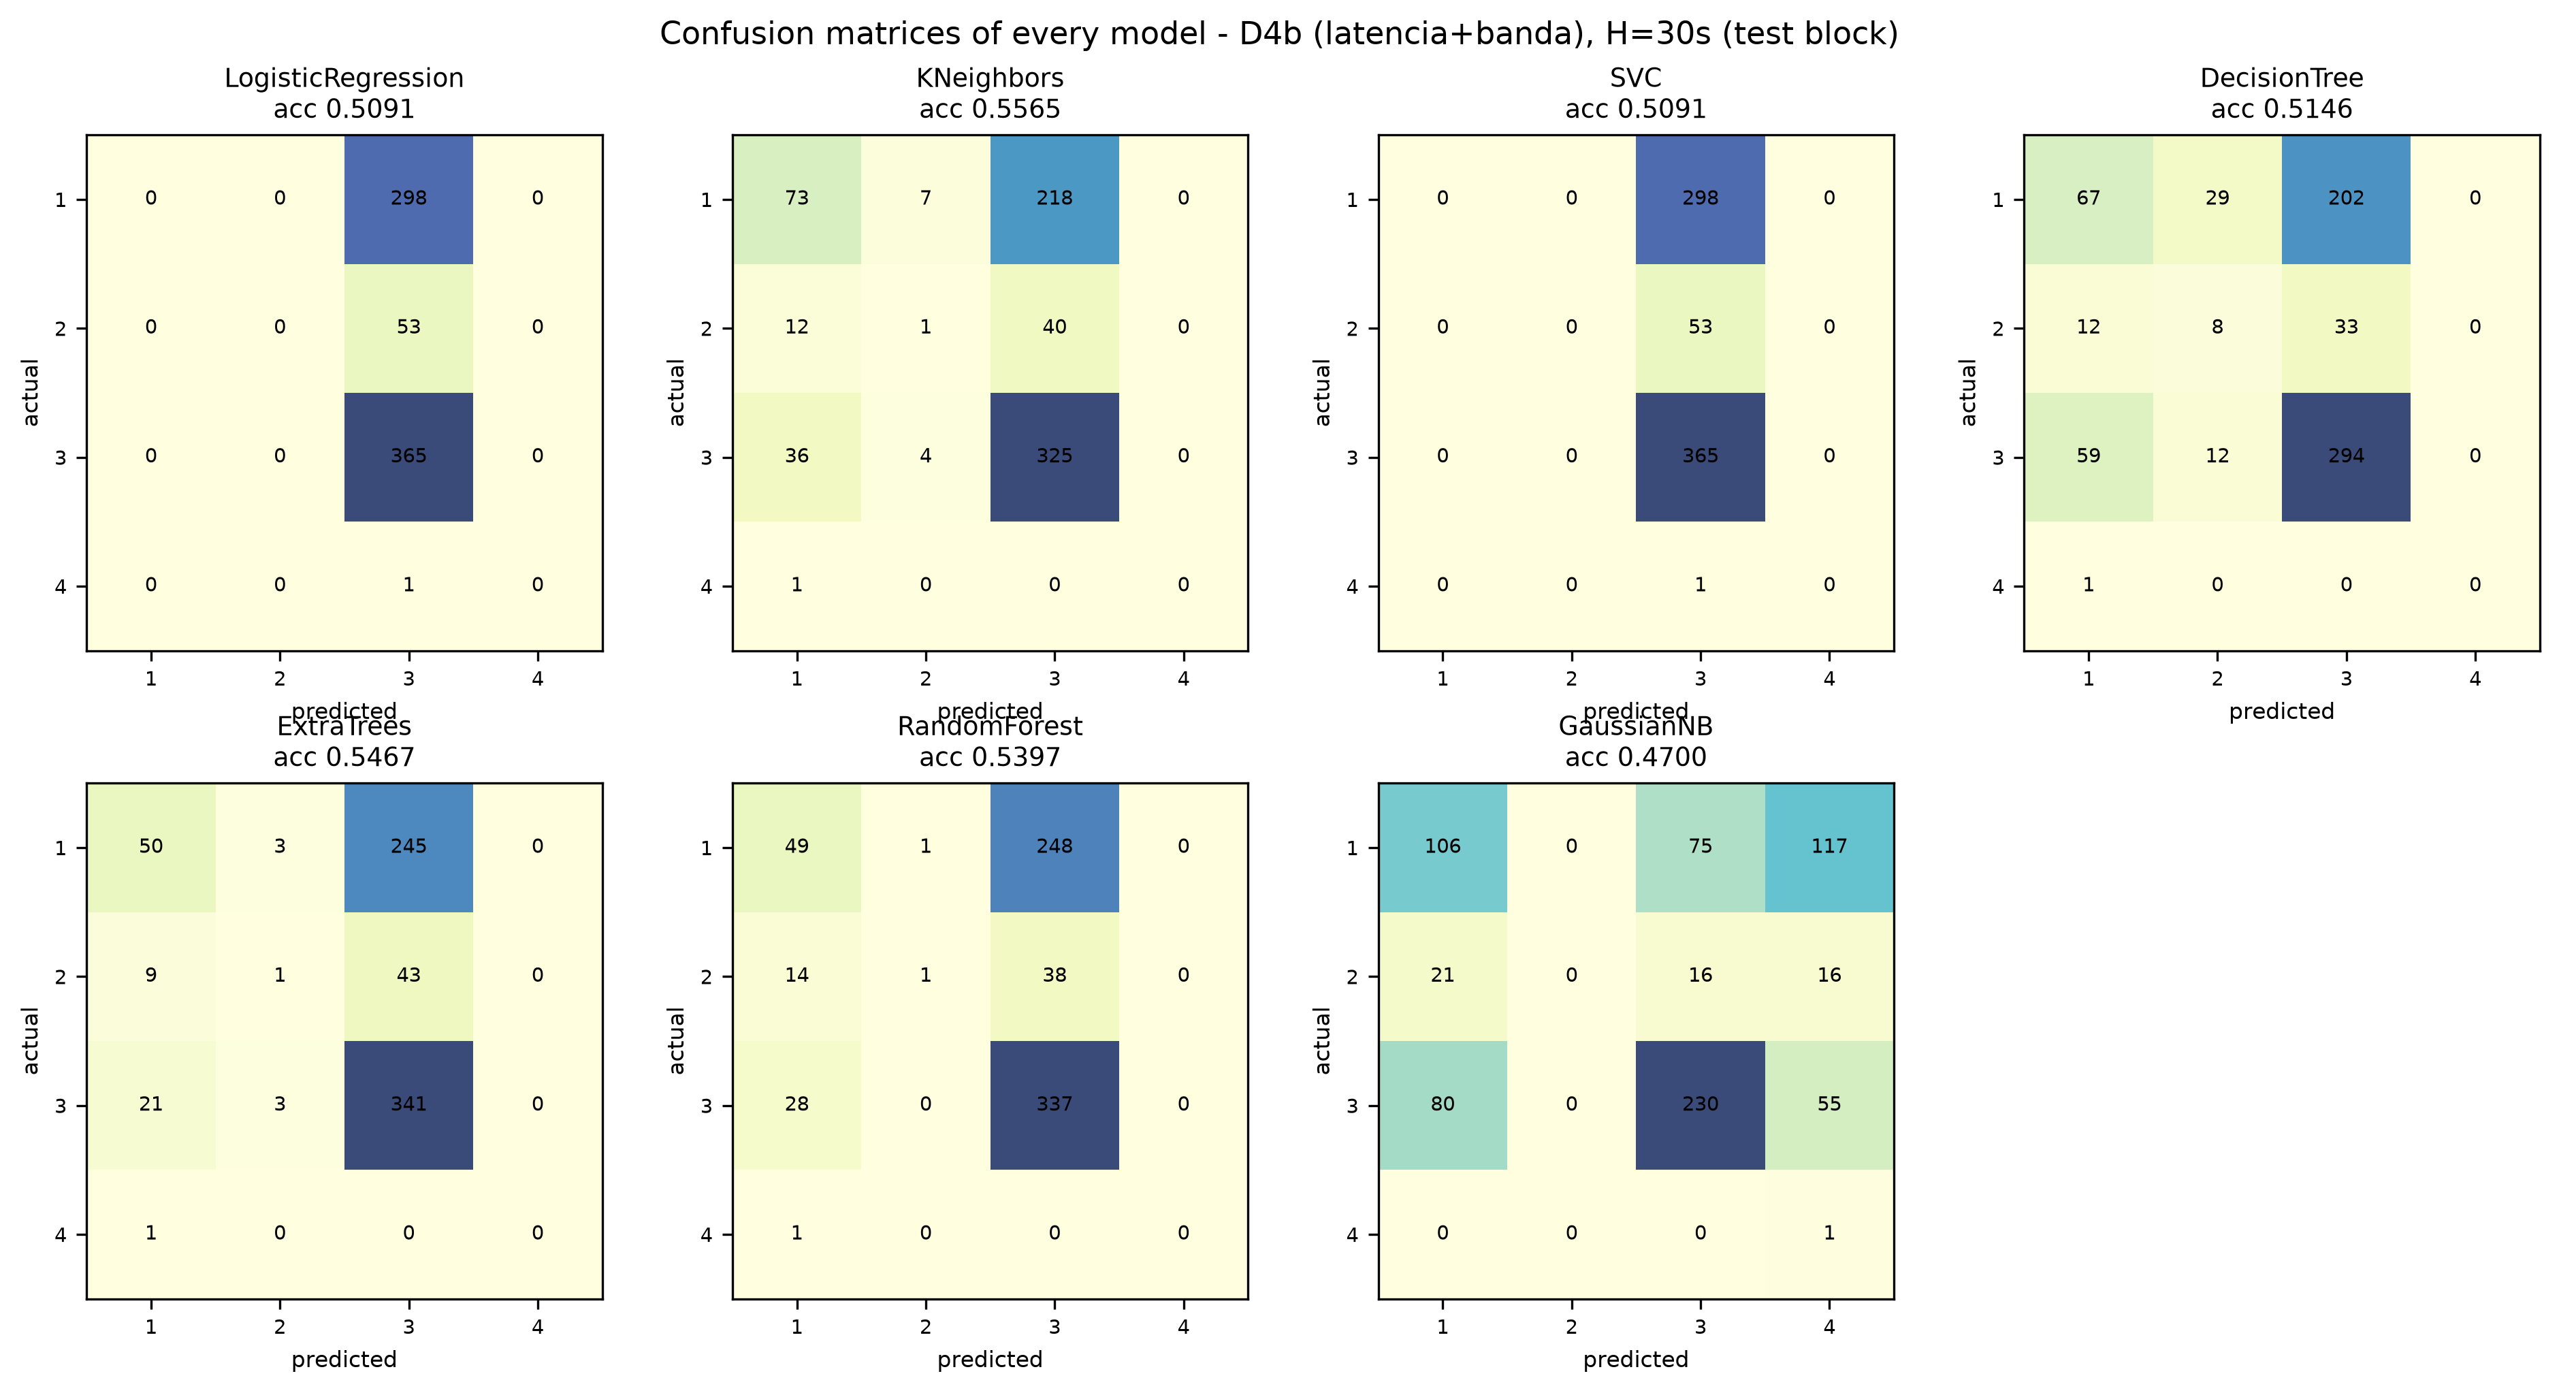 Confusion matrices of every model - D4b (latencia+banda), H=30s (test block)
LogisticRegression
acc 0.5091
actual
1 0 0 298 0
2 0 0 53 0
3 0 0 365 0
4 0 0 1 0
1 2 3 4
predicted
KNeighbors
acc 0.5565
actual
1 73 7 218 0
2 12 1 40 0
3 36 4 325 0
4 1 0 0 0
1 2 3 4
predicted
SVC
acc 0.5091
actual
1 0 0 298 0
2 0 0 53 0
3 0 0 365 0
4 0 0 1 0
1 2 3 4
predicted
DecisionTree
acc 0.5146
actual
1 67 29 202 0
2 12 8 33 0
3 59 12 294 0
4 1 0 0 0
1 2 3 4
predicted
ExtraTrees
acc 0.5467
actual
1 50 3 245 0
2 9 1 43 0
3 21 3 341 0
4 1 0 0 0
1 2 3 4
predicted
RandomForest
acc 0.5397
actual
1 49 1 248 0
2 14 1 38 0
3 28 0 337 0
4 1 0 0 0
1 2 3 4
predicted
GaussianNB
acc 0.4700
actual
1 106 0 75 117
2 21 0 16 16
3 80 0 230 55
4 0 0 0 1
1 2 3 4
predicted